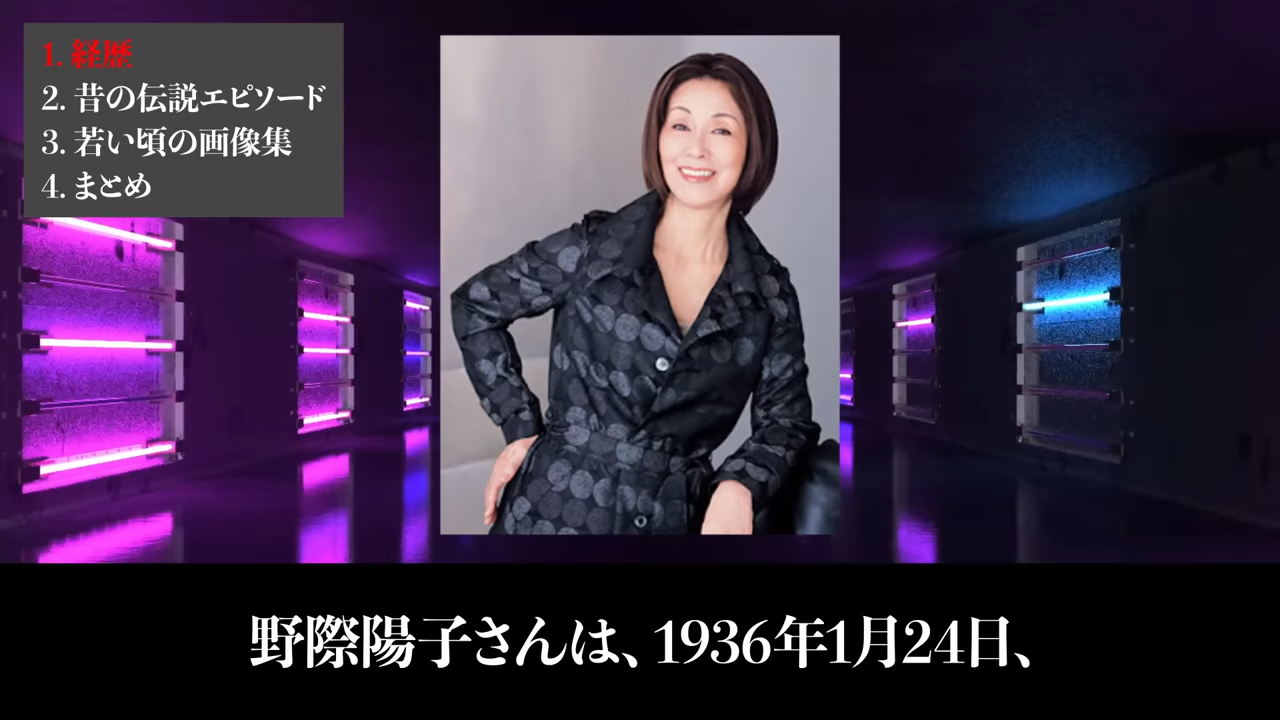 1. 経歴
2. 昔の伝説エピソード
3. 若い頃の画像集
4. まとめ
野際陽子さんは、1936年1月24日、